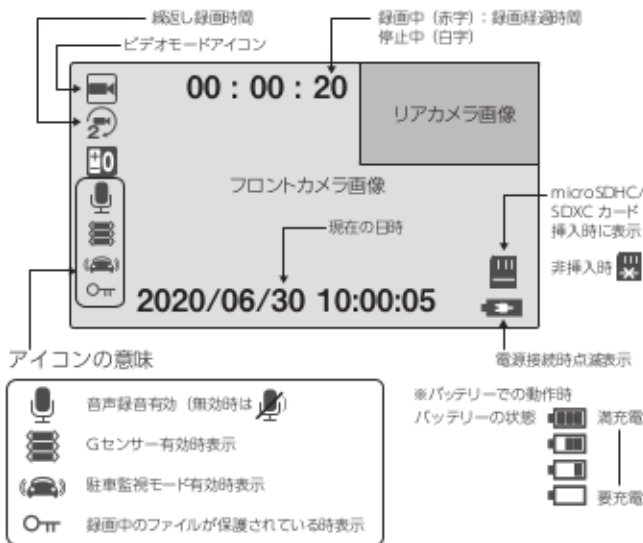 繰返し録画時間
ビデオモードアイコン
録画中（赤字）：録画経過時間
停止中（白字）
00 : 00 : 20
リアカメラ画像
2
±0
フロントカメラ画像
microSDHC/
SDXC カード
挿入時に表示
現在の日時
非挿入時
2020/06/30 10:00:05
電源接続時点滅表示
アイコンの意味
音声録音有効（無効時は ）
Gセンサー有効時表示
駐車監視モード有効時表示
録画中のファイルが保護されている時表示
※バッテリーでの動作時
バッテリーの状態
満充電
要充電